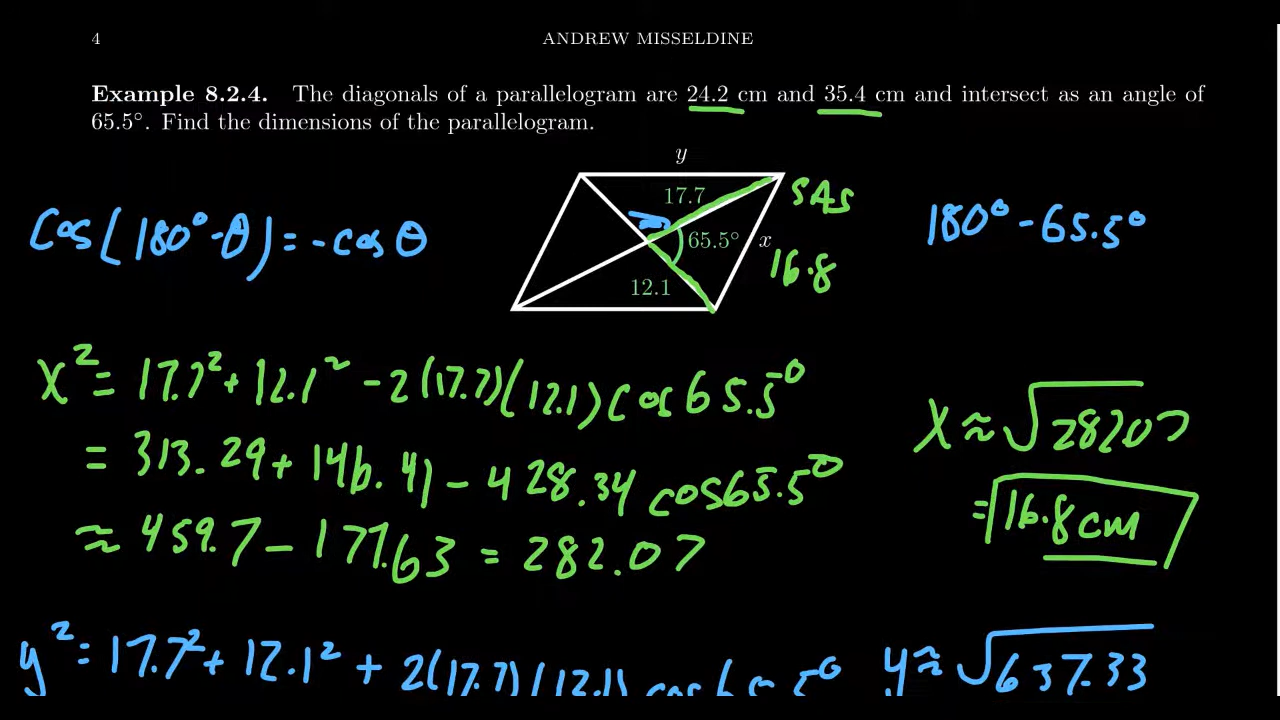 4 ANDREW MISSELDINE
Example 8.2.4. The diagonals of a parallelogram are 24.2 cm and 35.4 cm and intersect as an angle of
65.5°. Find the dimensions of the parallelogram.
y
17.7 SAS
cos(180°-θ) = -cos θ
65.5° x
180° - 65.5°
16.8
12.1
x² = 17.7² + 12.1² - 2(17.7)(12.1) cos 65.5°
= 313.29 + 146.41 - 428.34 cos 65.5°
≈ 459.7 - 177.63 = 282.07
x ≈ √282.07
= 16.8 cm
y² = 17.7² + 12.1² + 2(17.7)(12.1) cos 65.5°
y ≈ √637.33